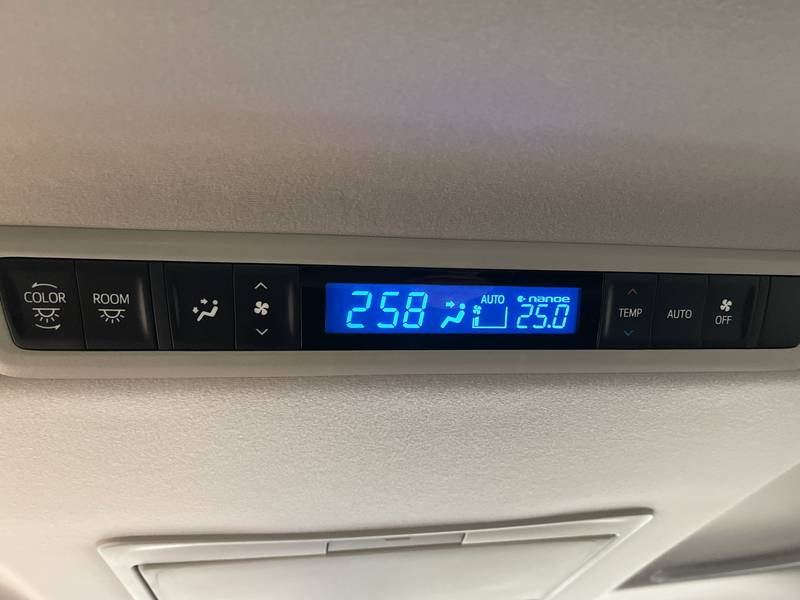 COLOR
ROOM
258
AUTO
nanoe
25.0
TEMP
AUTO
OFF